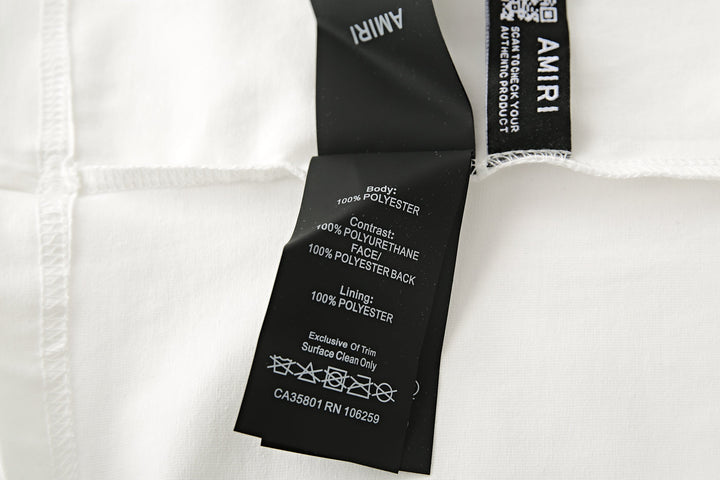 AMIRI
AMIRI
SCAN TO CHECK YOUR
AUTHENTIC PRODUCT
Body:
100% POLYESTER
Contrast:
100% POLYURETHANE
FACE/
100% POLYESTER BACK
Lining:
100% POLYESTER
Exclusive Of Trim
Surface Clean Only
CA35801 RN 106259